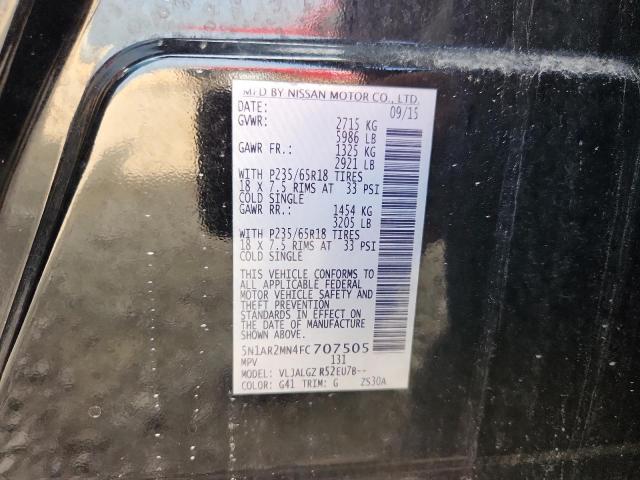 MFD BY NISSAN MOTOR CO., LTD.
DATE: 09/15
GVWR: 2715 KG
5986 LB
GAWR FR.: 1325 KG
2921 LB
WITH P235/65R18 TIRES
18 X 7.5 RIMS AT 33 PSI
COLD SINGLE
GAWR RR.: 1454 KG
3205 LB
WITH P235/65R18 TIRES
18 X 7.5 RIMS AT 33 PSI
COLD SINGLE
THIS VEHICLE CONFORMS TO
ALL APPLICABLE FEDERAL
MOTOR VEHICLE SAFETY AND
THEFT PREVENTION
STANDARDS IN EFFECT ON
THE DATE OF MANUFACTURE
SHOWN ABOVE.
5N1AR2MN4FC707505
MPV 131
MODEL: VLJALGZ R52EU7B--
COLOR: G41 TRIM: G ZS30A